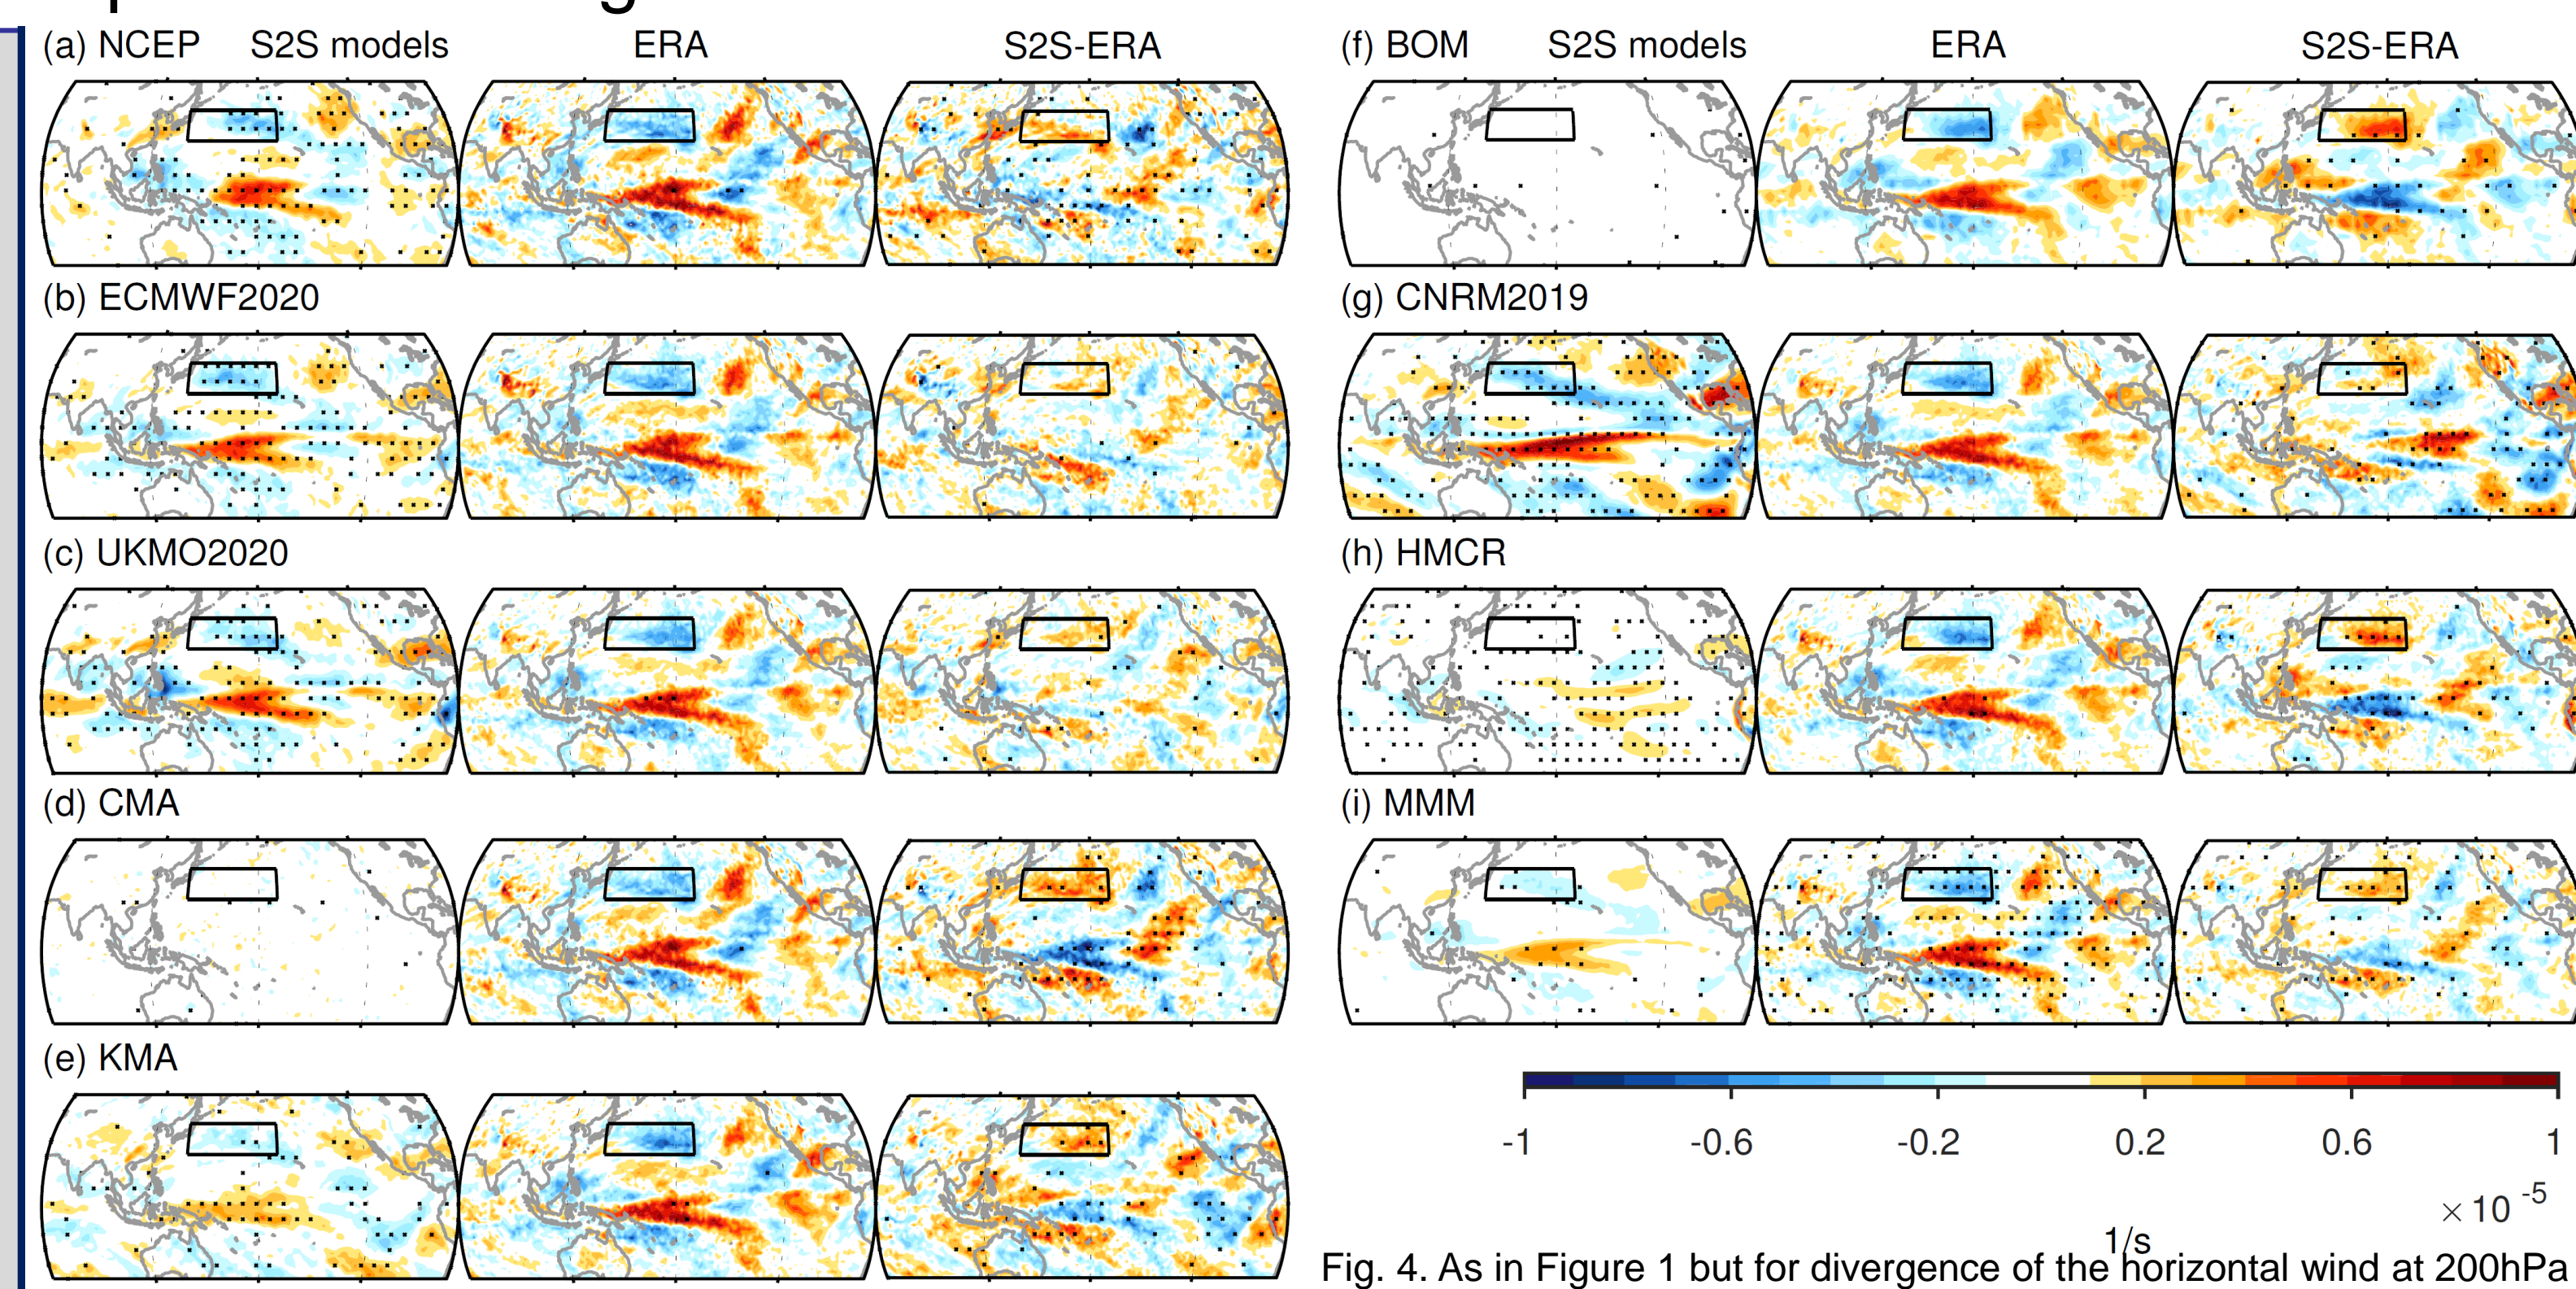 (a) NCEP S2S models ERA S2S-ERA
(b) ECMWF2020
(c) UKMO2020
(d) CMA
(e) KMA
(f) BOM S2S models ERA S2S-ERA
(g) CNRM2019
(h) HMCR
(i) MMM
-1 -0.6 -0.2 0.2 0.6 1
× 10 -5
1/s
Fig. 4. As in Figure 1 but for divergence of the horizontal wind at 200hPa